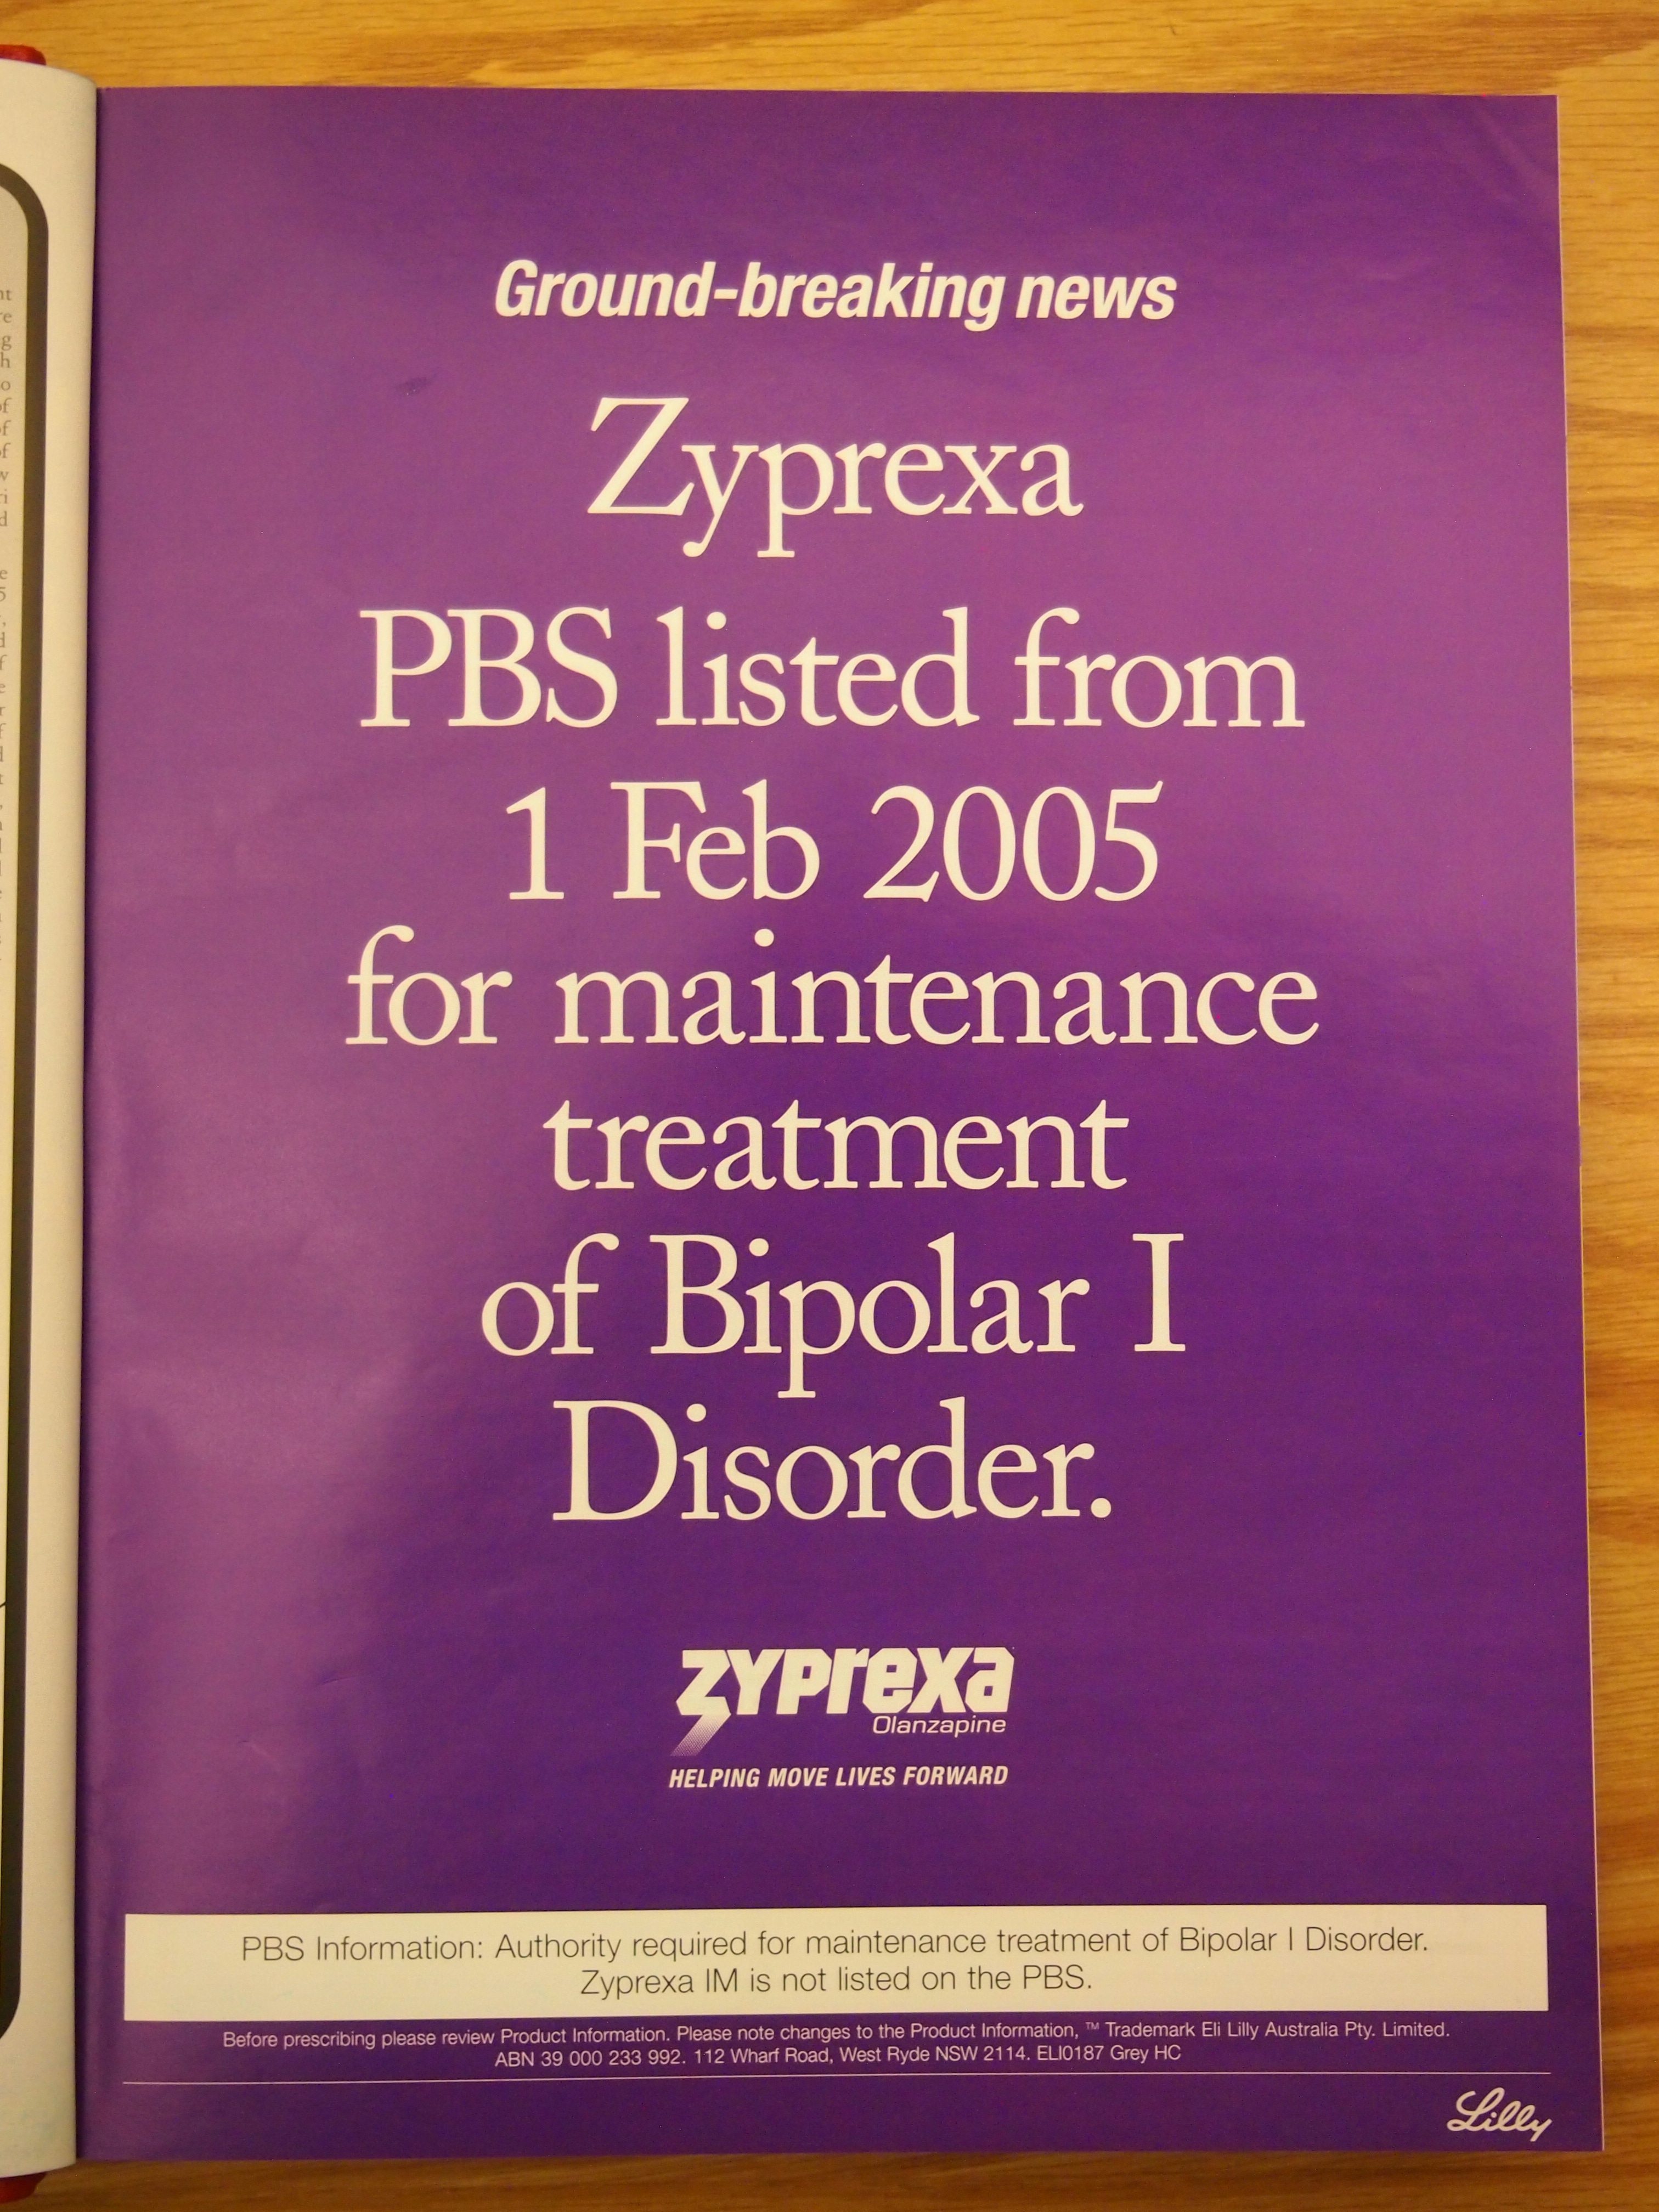 Ground-breaking news
Zyprexa
PBS listed from
1 Feb 2005
for maintenance
treatment
of Bipolar I
Disorder.
zyprexa
Olanzapine
HELPING MOVE LIVES FORWARD
PBS Information: Authority required for maintenance treatment of Bipolar I Disorder.
Zyprexa IM is not listed on the PBS.
Before prescribing please review Product Information. Please note changes to the Product Information, ™ Trademark Eli Lilly Australia Pty. Limited.
ABN 39 000 233 992. 112 Wharf Road, West Ryde NSW 2114. ELI0187 Grey HC
Lilly